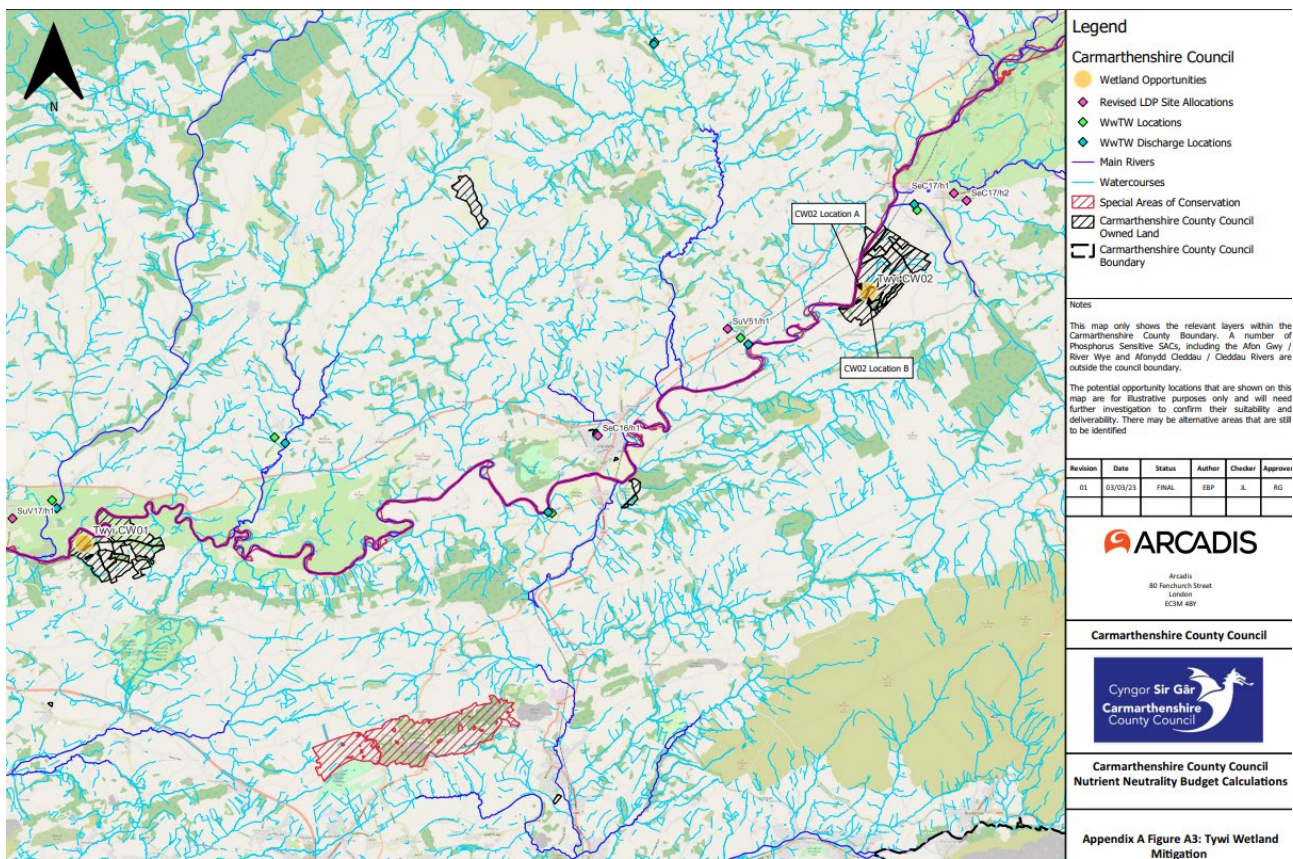 N
CW02 Location A
SeC17/h1
SeC17/h2
Twyi CW02
SuV51/h1
CW02 Location B
SeC16/h1
SuV17/h1
Twyi CW01
Legend
Carmarthenshire Council
Wetland Opportunities
Revised LDP Site Allocations
WwTW Locations
WwTW Discharge Locations
Main Rivers
Watercourses
Special Areas of Conservation
Carmarthenshire County Council
Owned Land
Carmarthenshire County Council
Boundary
Notes
This map only shows the relevant layers within the
Carmarthenshire County Boundary. A number of
Phosphorus Sensitive SACs, including the Afon Gwy /
River Wye and Afonydd Cleddau / Cleddau Rivers are
outside the council boundary.
The potential opportunity locations that are shown on this
map are for illustrative purposes only and will need
further investigation to confirm their suitability and
deliverability. There may be alternative areas that are still
to be identified
Revision Date Status Author Checker Approver
01 03/03/23 FINAL EBP JL RG
ARCADIS
Arcadis
80 Fenchurch Street
London
EC3M 4BY
Carmarthenshire County Council
Cyngor Sir Gâr
Carmarthenshire
County Council
Carmarthenshire County Council
Nutrient Neutrality Budget Calculations
Appendix A Figure A3: Tywi Wetland
Mitigation